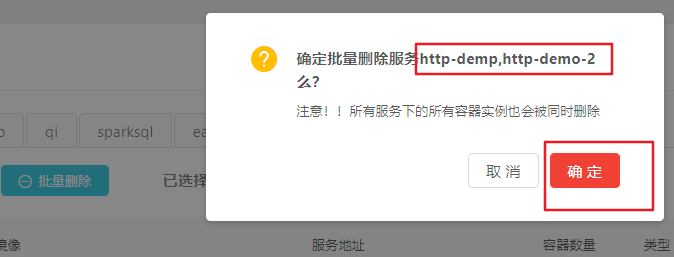 确定批量删除服务http-demp,http-demo-2
么？
注意！！所有服务下的所有容器实例也会被同时删除
取 消
确 定
qi
sparksql
批量删除
已选择
镜像
服务地址
容器数量
类型